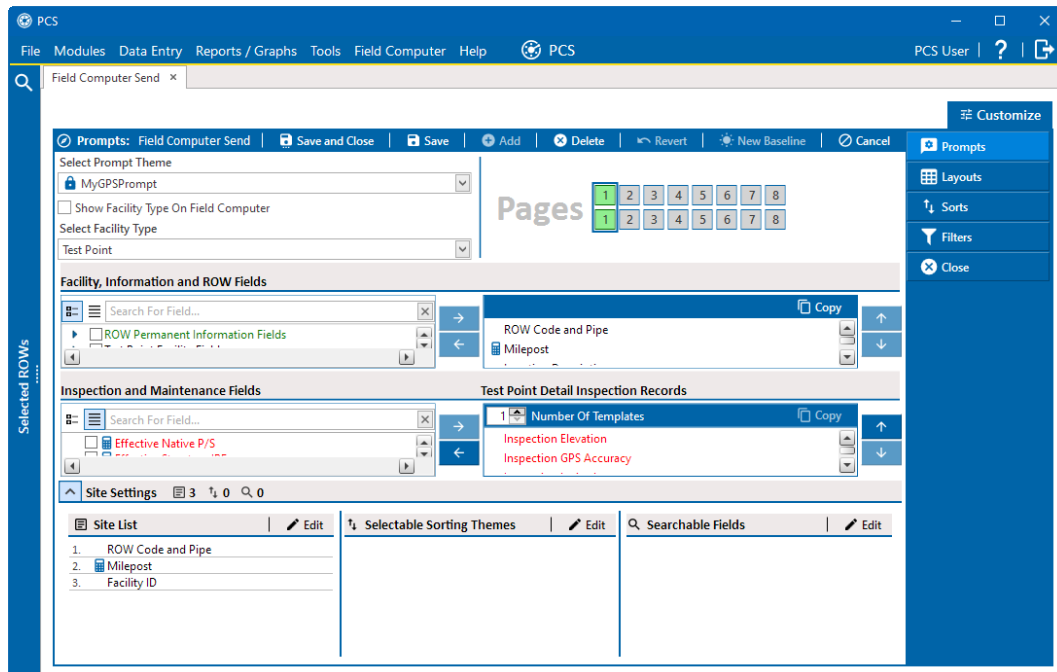 PCS
File Modules Data Entry Reports / Graphs Tools Field Computer Help PCS PCS User ?
Field Computer Send ×
Customize
Prompts: Field Computer Send Save and Close Save Add Delete Revert New Baseline Cancel
Prompts
Layouts
Sorts
Filters
Close
Select Prompt Theme
MyGPSPrompt
Show Facility Type On Field Computer
Select Facility Type
Test Point
Pages
1 2 3 4 5 6 7 8
1 2 3 4 5 6 7 8
Facility, Information and ROW Fields
Search For Field...
ROW Permanent Information Fields
Copy
ROW Code and Pipe
Milepost
Selected ROWs
Inspection and Maintenance Fields
Search For Field...
Effective Native P/S
Test Point Detail Inspection Records
1 Number Of Templates Copy
Inspection Elevation
Inspection GPS Accuracy
Site Settings 3 0 0
Site List Edit
1. ROW Code and Pipe
2. Milepost
3. Facility ID
Selectable Sorting Themes Edit
Searchable Fields Edit